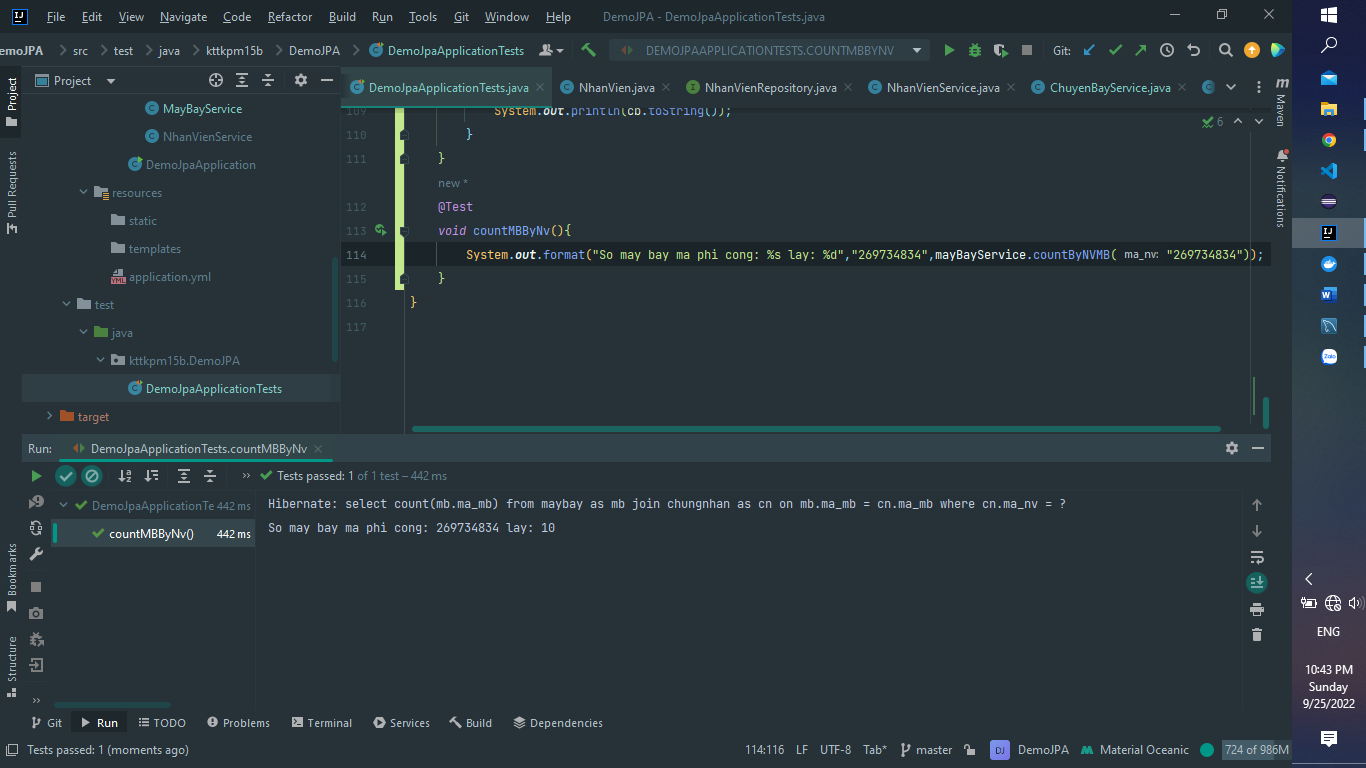 File Edit View Navigate Code Refactor Build Run Tools Git Window Help DemoJPA - DemoJpaApplicationTests.java
emoJPA src test java kttkpm15b DemoJPA DemoJpaApplicationTests DEMOJPAAPPLICATIONTESTS.COUNTMBBYNV Git:
Project
DemoJpaApplicationTests.java NhanVien.java NhanVienRepository.java NhanVienService.java ChuyenBayService.java
Project
Pull Requests
Bookmarks
Structure
MayBayService
NhanVienService
DemoJpaApplication
resources
static
templates
application.yml
test
java
kttkpm15b.DemoJPA
DemoJpaApplicationTests
target
109 System.out.println(cb.toString());
110 }
111 }
new *
112 @Test
113 void countMBByNv(){
114 System.out.format("So may bay ma phi cong: %s lay: %d","269734834",mayBayService.countByNVMB( ma_nv: "269734834"));
115 }
116 }
117
6
Maven
Notifications
Run: DemoJpaApplicationTests.countMBByNv
Tests passed: 1 of 1 test – 442 ms
DemoJpaApplicationTe 442 ms
countMBByNv() 442 ms
Hibernate: select count(mb.ma_mb) from maybay as mb join chungnhan as cn on mb.ma_mb = cn.ma_mb where cn.ma_nv = ?
So may bay ma phi cong: 269734834 lay: 10
Git Run TODO Problems Terminal Services Build Dependencies
Tests passed: 1 (moments ago) 114:116 LF UTF-8 Tab* master DJ DemoJPA Material Oceanic 724 of 986M
Zalo
ENG
10:43 PM
Sunday
9/25/2022